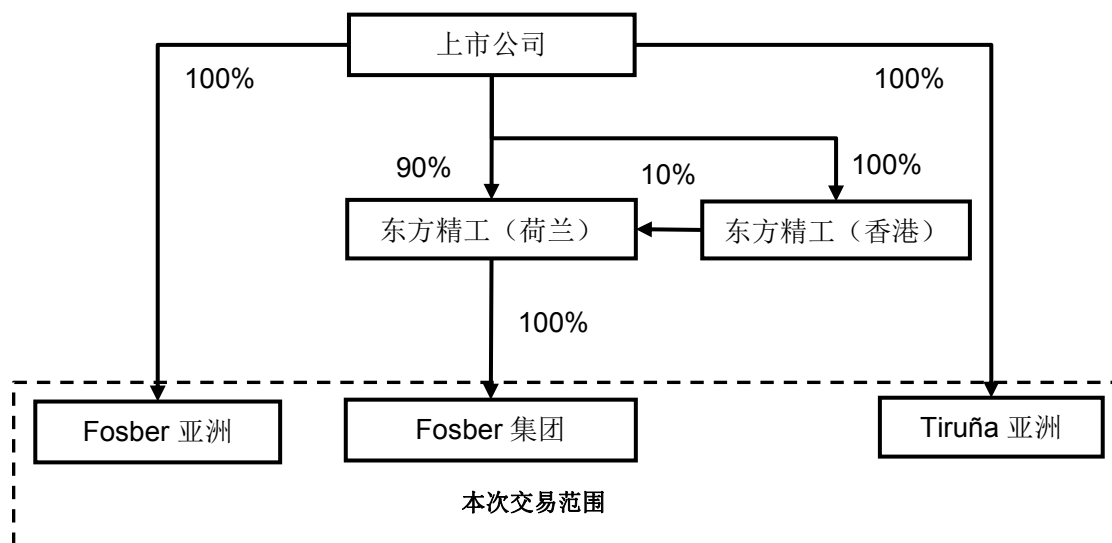 上市公司
100%
100%
90%
10%
100%
东方精工（荷兰）
东方精工（香港）
100%
Fosber 亚洲
Fosber 集团
Tiruña 亚洲
本次交易范围